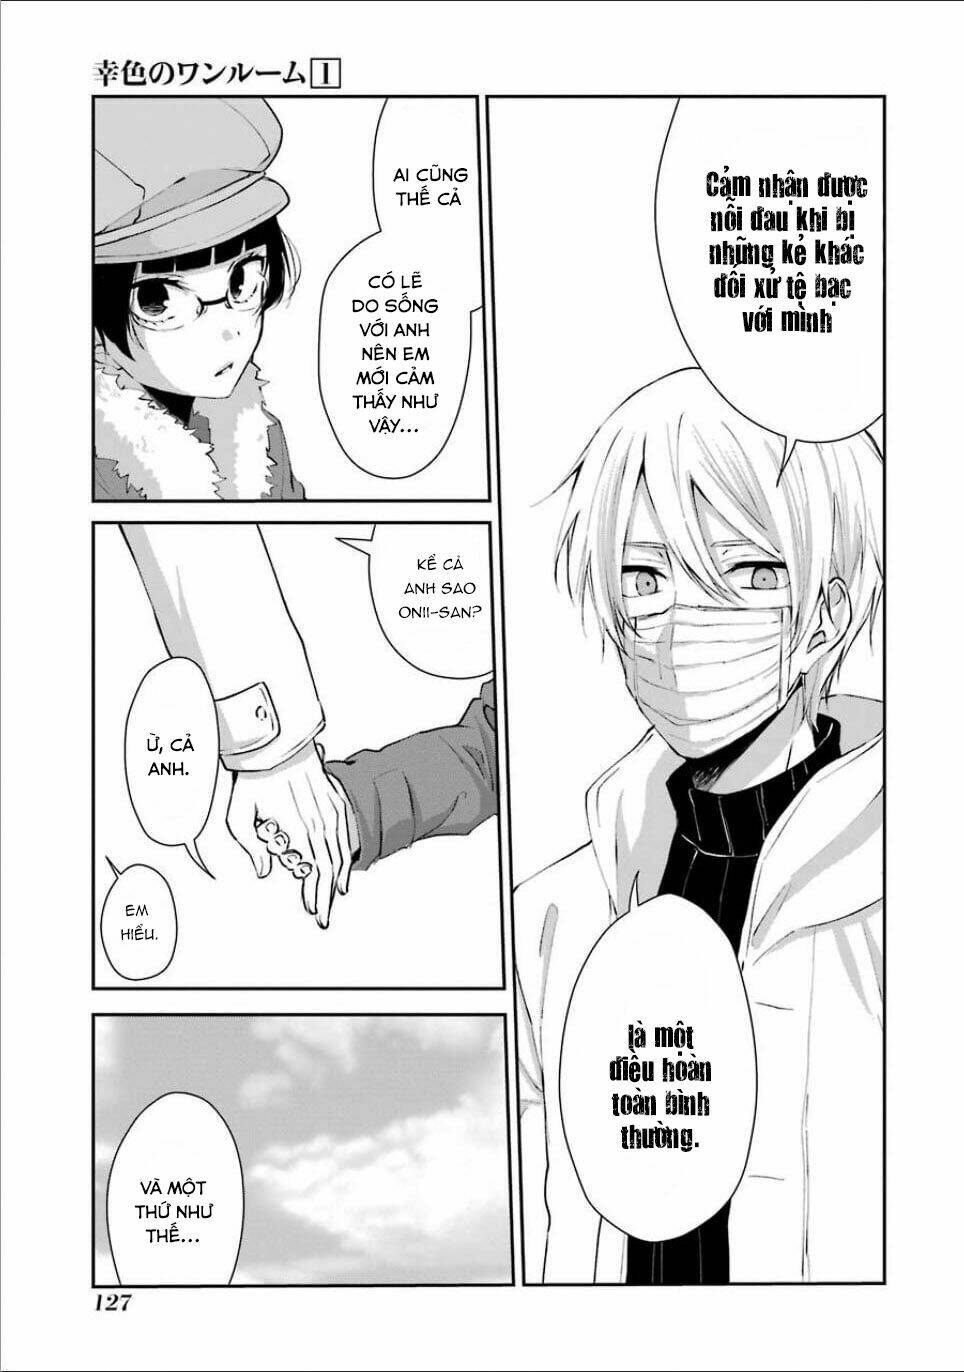 幸色のワンルーム 1
Cảm nhận được
nỗi đau khi bị
những kẻ khác
đối xử tệ bạc
với mình
là một
điều hoàn
toàn bình
thường.
AI CŨNG
THẾ CẢ
CÓ LẼ
DO SỐNG
VỚI ANH
NÊN EM
MỚI CẢM
THẤY NHƯ
VẬY...
KỂ CẢ
ANH SAO
ONII-SAN?
Ừ, CẢ
ANH.
EM
HIỂU.
VÀ MỘT
THỨ NHƯ
THẾ...
127